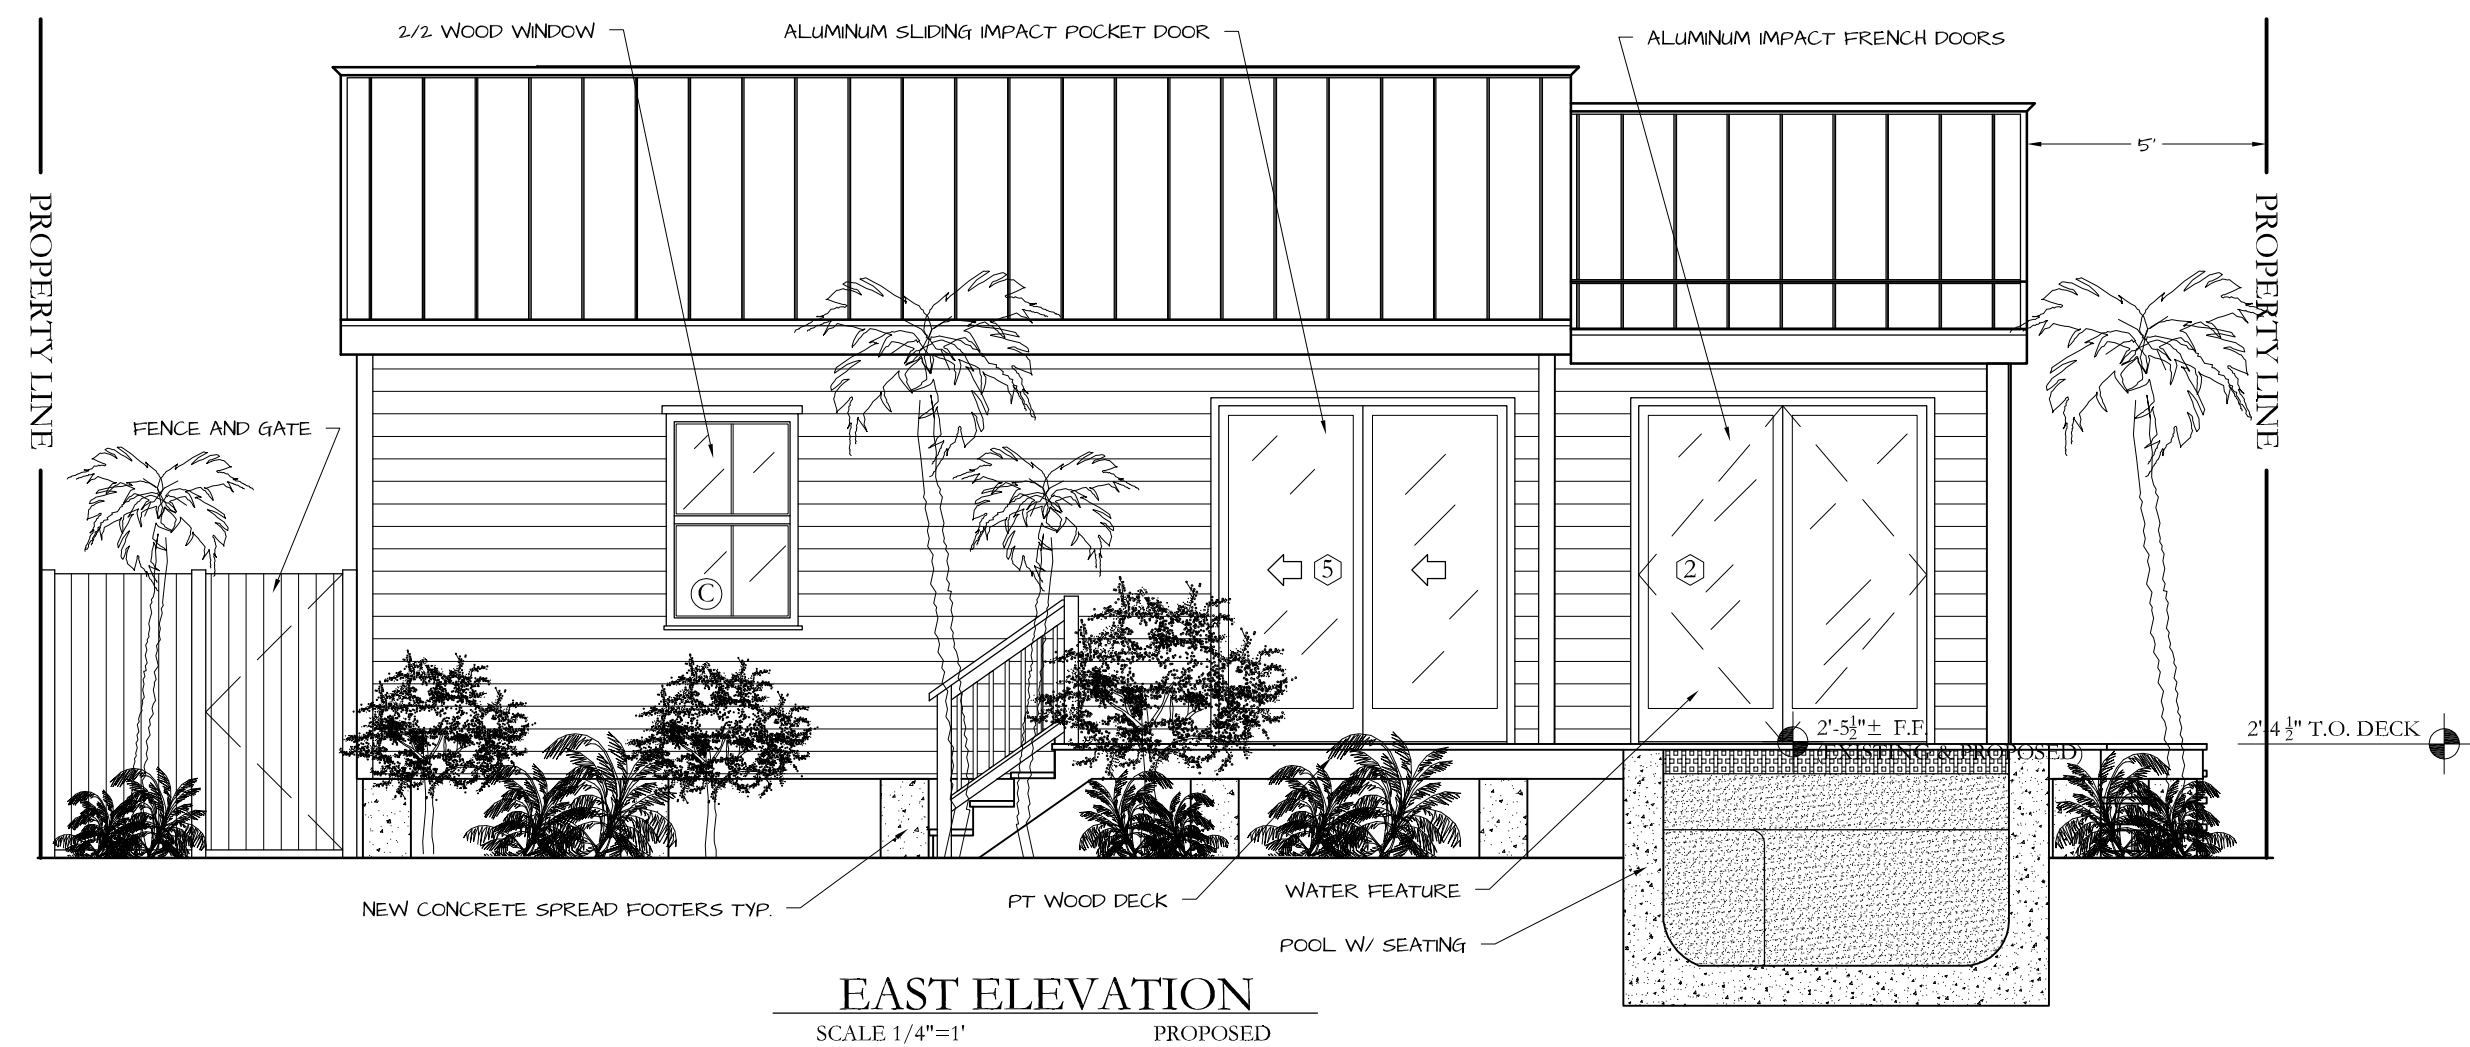 2/2 WOOD WINDOW
ALUMINUM SLIDING IMPACT POCKET DOOR
ALUMINUM IMPACT FRENCH DOORS
5'
PROPERTY LINE
PROPERTY LINE
FENCE AND GATE
C
5
2
2'-5½"± F.F.
(EXISTING & PROPOSED)
2'-4½" T.O. DECK
NEW CONCRETE SPREAD FOOTERS TYP.
PT WOOD DECK
WATER FEATURE
POOL W/ SEATING
EAST ELEVATION
SCALE 1/4"=1' PROPOSED